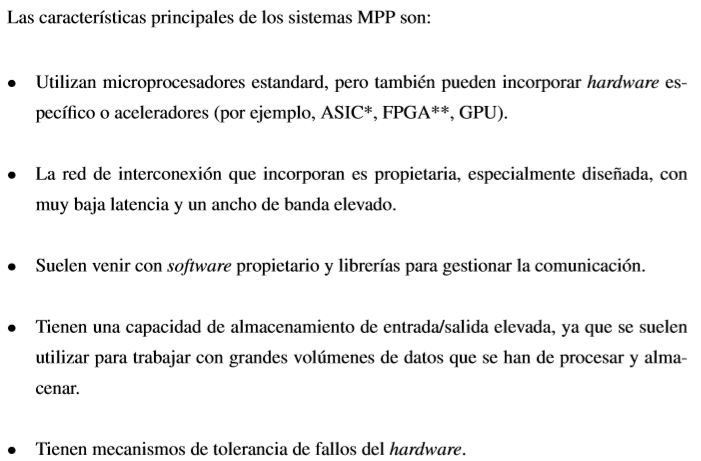 Las características principales de los sistemas MPP son:
• Utilizan microprocesadores estandard, pero también pueden incorporar hardware es-
pecífico o aceleradores (por ejemplo, ASIC*, FPGA**, GPU).
• La red de interconexión que incorporan es propietaria, especialmente diseñada, con
muy baja latencia y un ancho de banda elevado.
• Suelen venir con software propietario y librerías para gestionar la comunicación.
• Tienen una capacidad de almacenamiento de entrada/salida elevada, ya que se suelen
utilizar para trabajar con grandes volúmenes de datos que se han de procesar y alma-
cenar.
• Tienen mecanismos de tolerancia de fallos del hardware.